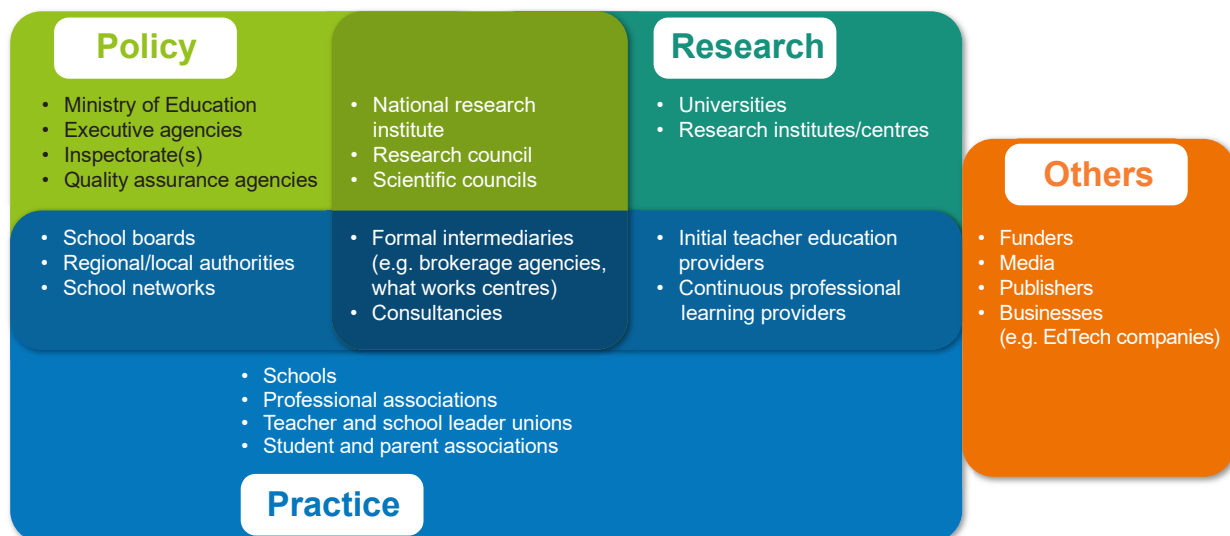 Policy
• Ministry of Education
• Executive agencies
• Inspectorate(s)
• Quality assurance agencies
• National research
institute
• Research council
• Scientific councils
Research
• Universities
• Research institutes/centres
• School boards
• Regional/local authorities
• School networks
• Formal intermediaries
(e.g. brokerage agencies,
what works centres)
• Consultancies
• Initial teacher education
providers
• Continuous professional
learning providers
• Schools
• Professional associations
• Teacher and school leader unions
• Student and parent associations
Practice
Others
• Funders
• Media
• Publishers
• Businesses
(e.g. EdTech companies)